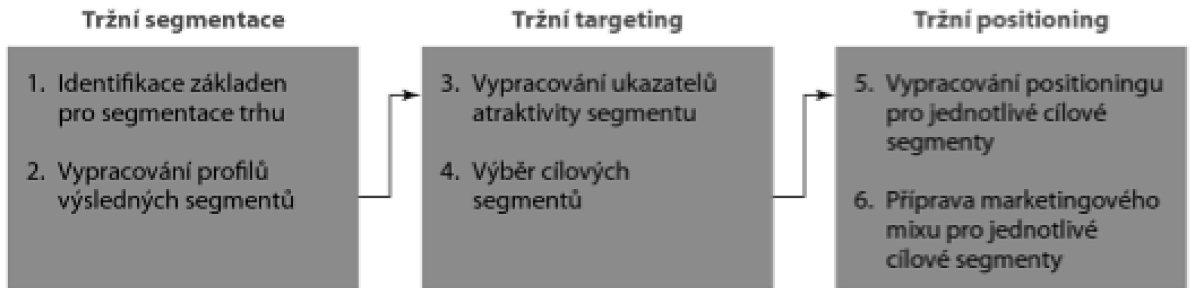 Tržní segmentace
1. Identifikace základen
pro segmentace trhu
2. Vypracování profilů
výsledných segmentů
Tržní targeting
3. Vypracování ukazatelů
atraktivity segmentu
4. Výběr cílových
segmentů
Tržní positioning
5. Vypracování positioningu
pro jednotlivé cílové
segmenty
6. Příprava marketingového
mixu pro jednotlivé
cílové segmenty